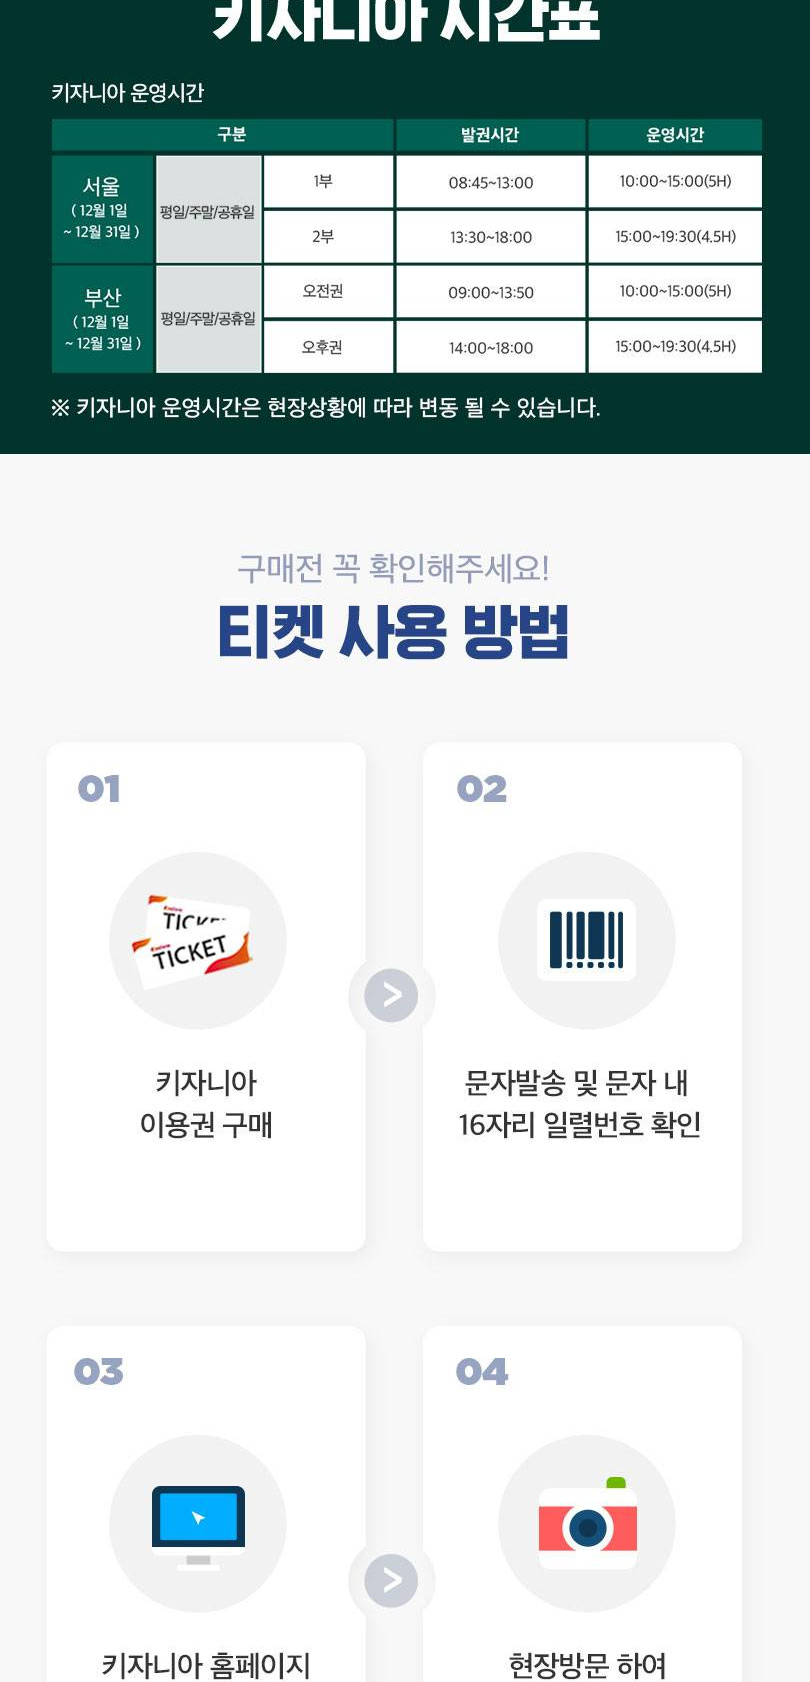 키자니아 시간표
키자니아 운영시간
구분 발권시간 운영시간
서울
( 12월 1일
~ 12월 31일 )
평일/주말/공휴일
1부 08:45~13:00 10:00~15:00(5H)
2부 13:30~18:00 15:00~19:30(4.5H)
부산
( 12월 1일
~ 12월 31일 )
평일/주말/공휴일
오전권 09:00~13:50 10:00~15:00(5H)
오후권 14:00~18:00 15:00~19:30(4.5H)
※ 키자니아 운영시간은 현장상황에 따라 변동 될 수 있습니다.
구매전 꼭 확인해주세요!
티켓 사용 방법
01
TICKET
TICKET
키자니아
이용권 구매
>
02
문자발송 및 문자 내
16자리 일렬번호 확인
03
키자니아 홈페이지
>
04
현장방문 하여